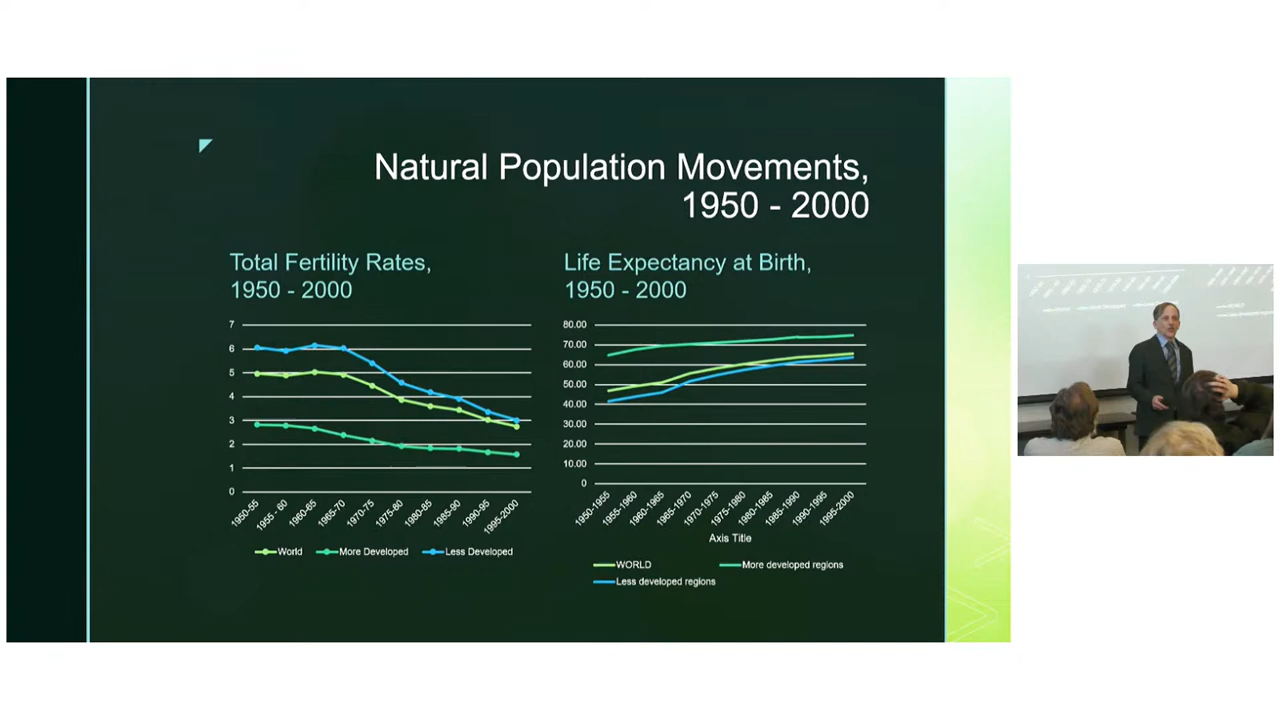 Natural Population Movements,
1950 - 2000
Total Fertility Rates,
1950 - 2000
7
6
5
4
3
2
1
0
1950-55
1955 - 60
1960-65
1965-70
1970-75
1975-80
1980-85
1985-90
1990-95
1995-2000
World
More Developed
Less Developed
Life Expectancy at Birth,
1950 - 2000
80.00
70.00
60.00
50.00
40.00
30.00
20.00
10.00
0
1950-1955
1955-1960
1960-1965
1965-1970
1970-1975
1975-1980
1980-1985
1985-1990
1990-1995
1995-2000
Axis Title
WORLD
More developed regions
Less developed regions